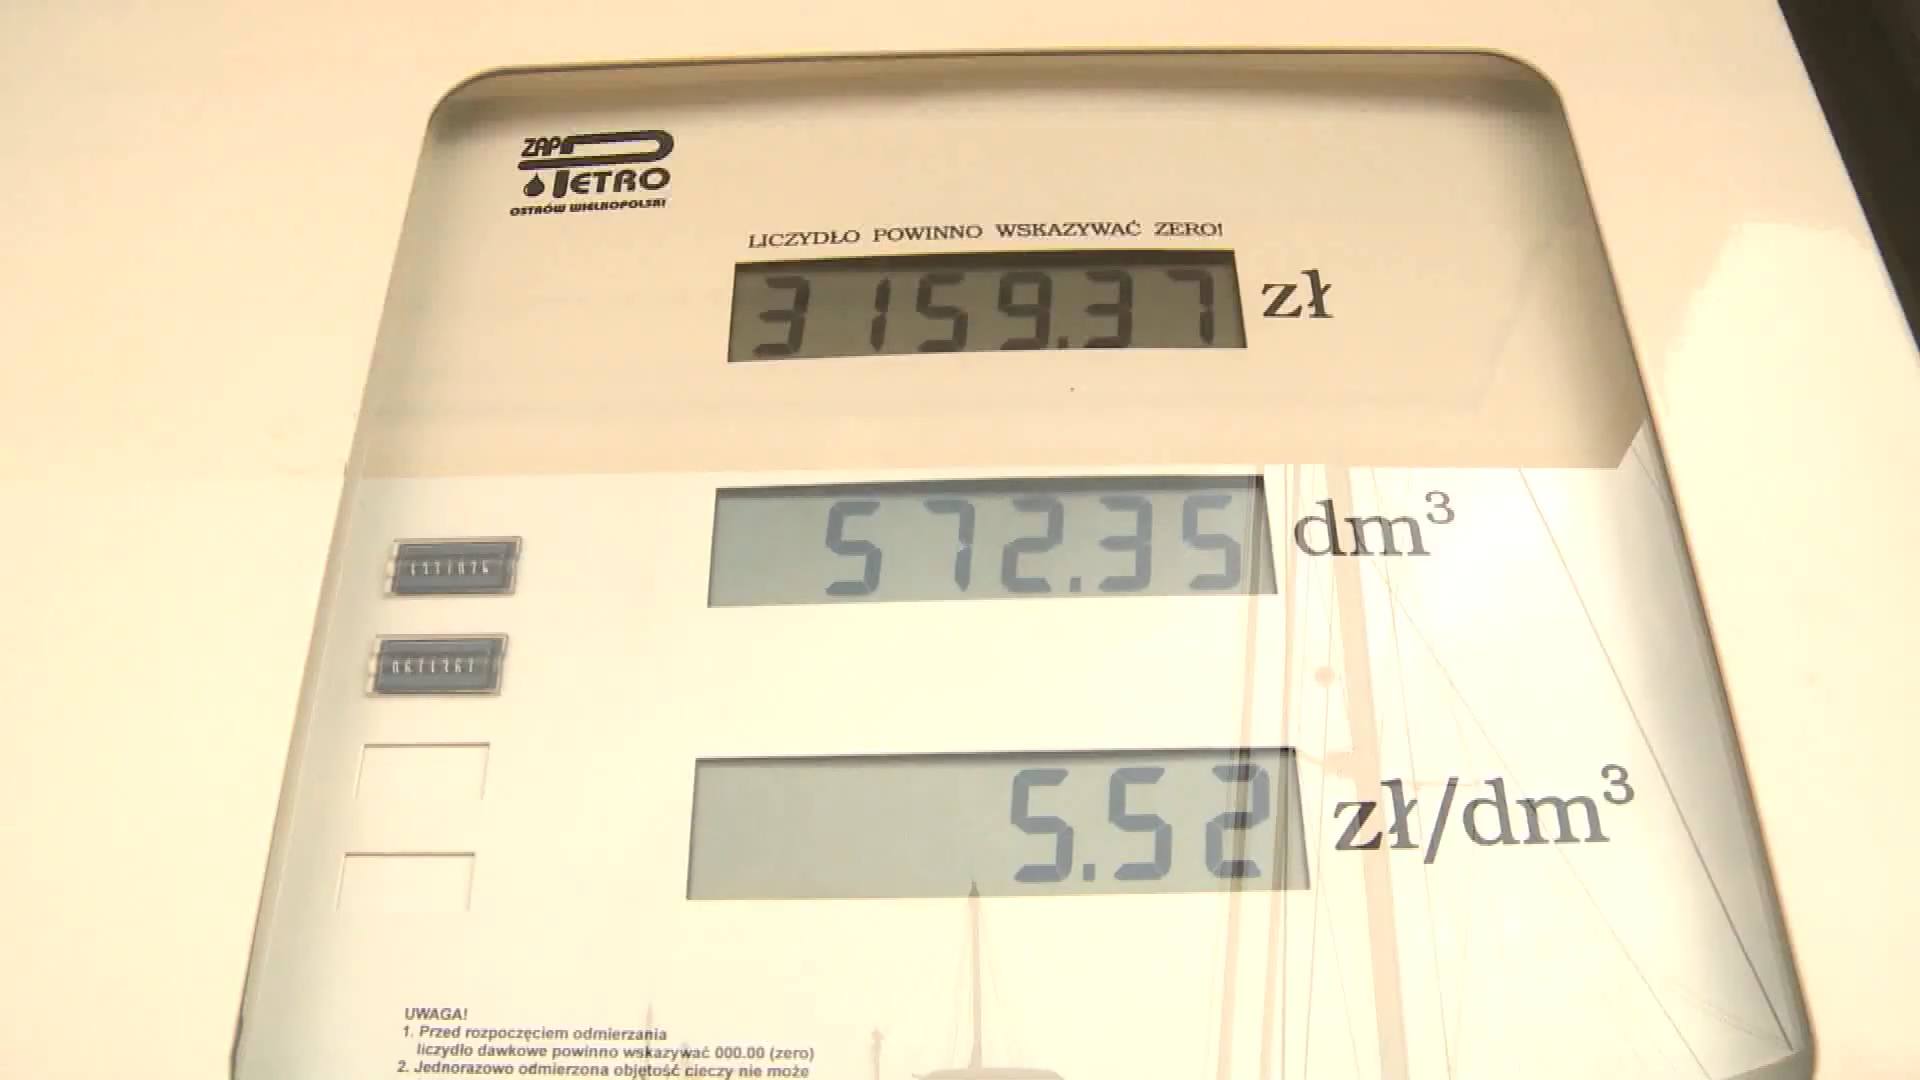 ZAP
PETRO
OSTRÓW WIELKOPOLSKI
LICZYDŁO POWINNO WSKAZYWAĆ ZERO!
3159.37 zł
572.35 dm³
0671267
5.52 zł/dm³
UWAGA!
1. Przed rozpoczęciem odmierzania
liczydło dawkowe powinno wskazywać 000.00 (zero)
2. Jednorazowo odmierzona objętość cieczy nie może